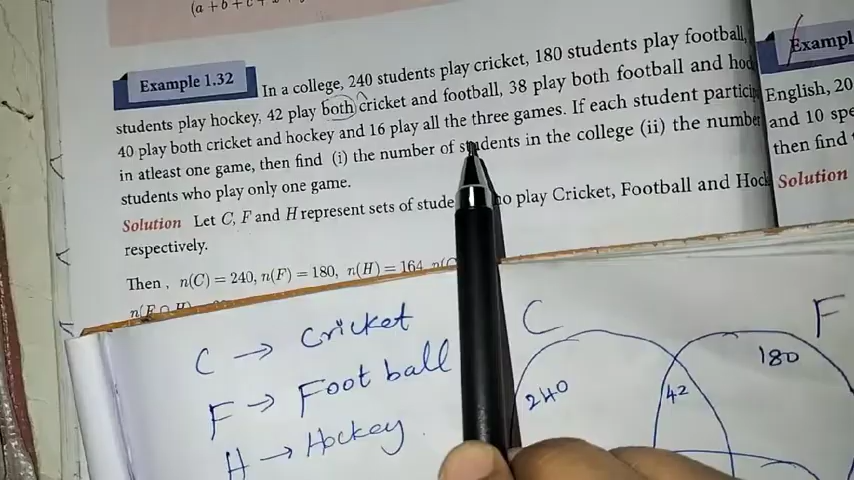 (a + b + c
Example 1.32 In a college, 240 students play cricket, 180 students play football,
students play hockey, 42 play both cricket and football, 38 play both football and hoc
40 play both cricket and hockey and 16 play all the three games. If each student particip
in atleast one game, then find (i) the number of students in the college (ii) the number
students who play only one game.
Solution Let C, F and H represent sets of stude ho play Cricket, Football and Hock
respectively.
Then , n(C) = 240, n(F) = 180, n(H) = 164, n(C
n(F ∩ H)
Exampl
English, 20
and 10 spe
then find
Solution
C → Cricket
F → Foot ball
H → Hockey
C
F
240
42
180